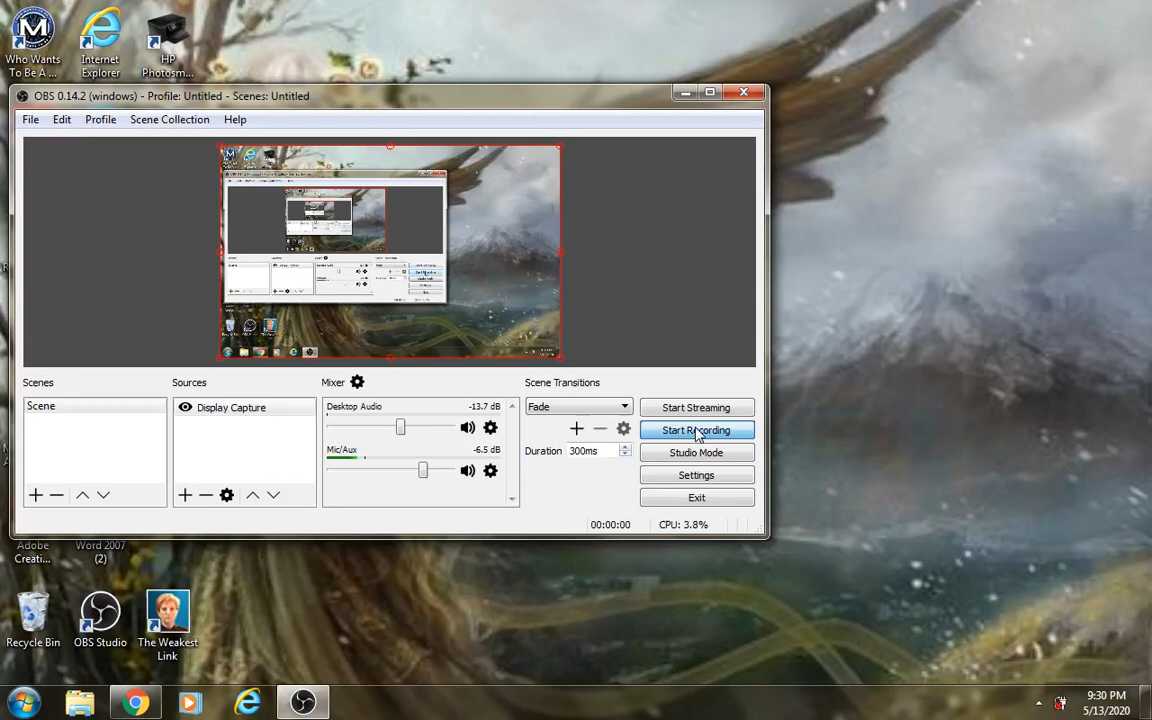 Who Wants
To Be A ...
Internet
Explorer
HP
Photosm...
OBS 0.14.2 (windows) - Profile: Untitled - Scenes: Untitled
File Edit Profile Scene Collection Help
Scenes
Scene
Sources
Display Capture
Mixer
Desktop Audio -13.7 dB
Mic/Aux -6.5 dB
Scene Transitions
Fade
Duration 300ms
Start Streaming
Start Recording
Studio Mode
Settings
Exit
00:00:00 CPU: 3.8%
Adobe
Creati...
Word 2007
(2)
Recycle Bin
OBS Studio
The Weakest
Link
9:30 PM
5/13/2020